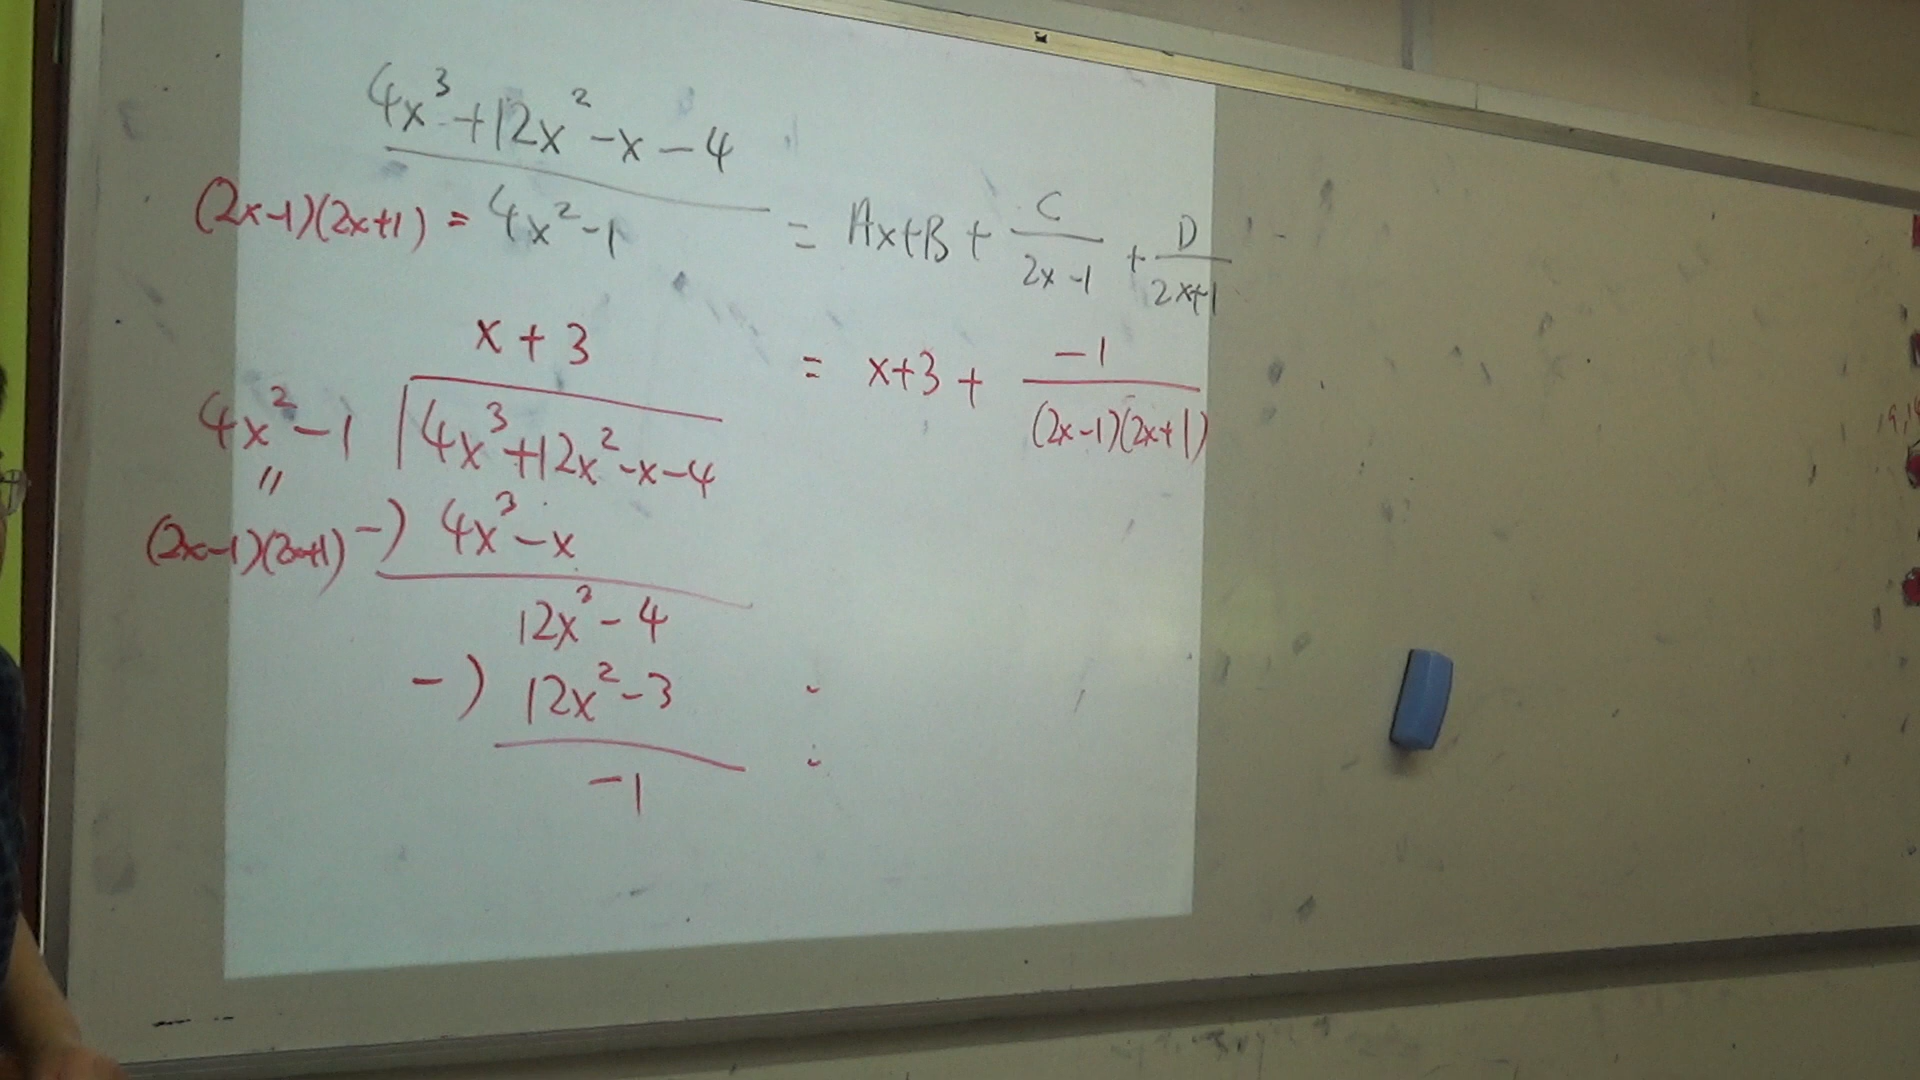 4x³+12x²-x-4
(2x-1)(2x+1) = 4x²-1 = Ax+B + C/(2x-1) + D/(2x+1)
x+3 = x+3 + -1/((2x-1)(2x+1))
4x²-1 4x³+12x²-x-4
〃
(2x-1)(2x+1) -) 4x³-x
12x²-4
-) 12x²-3
-1